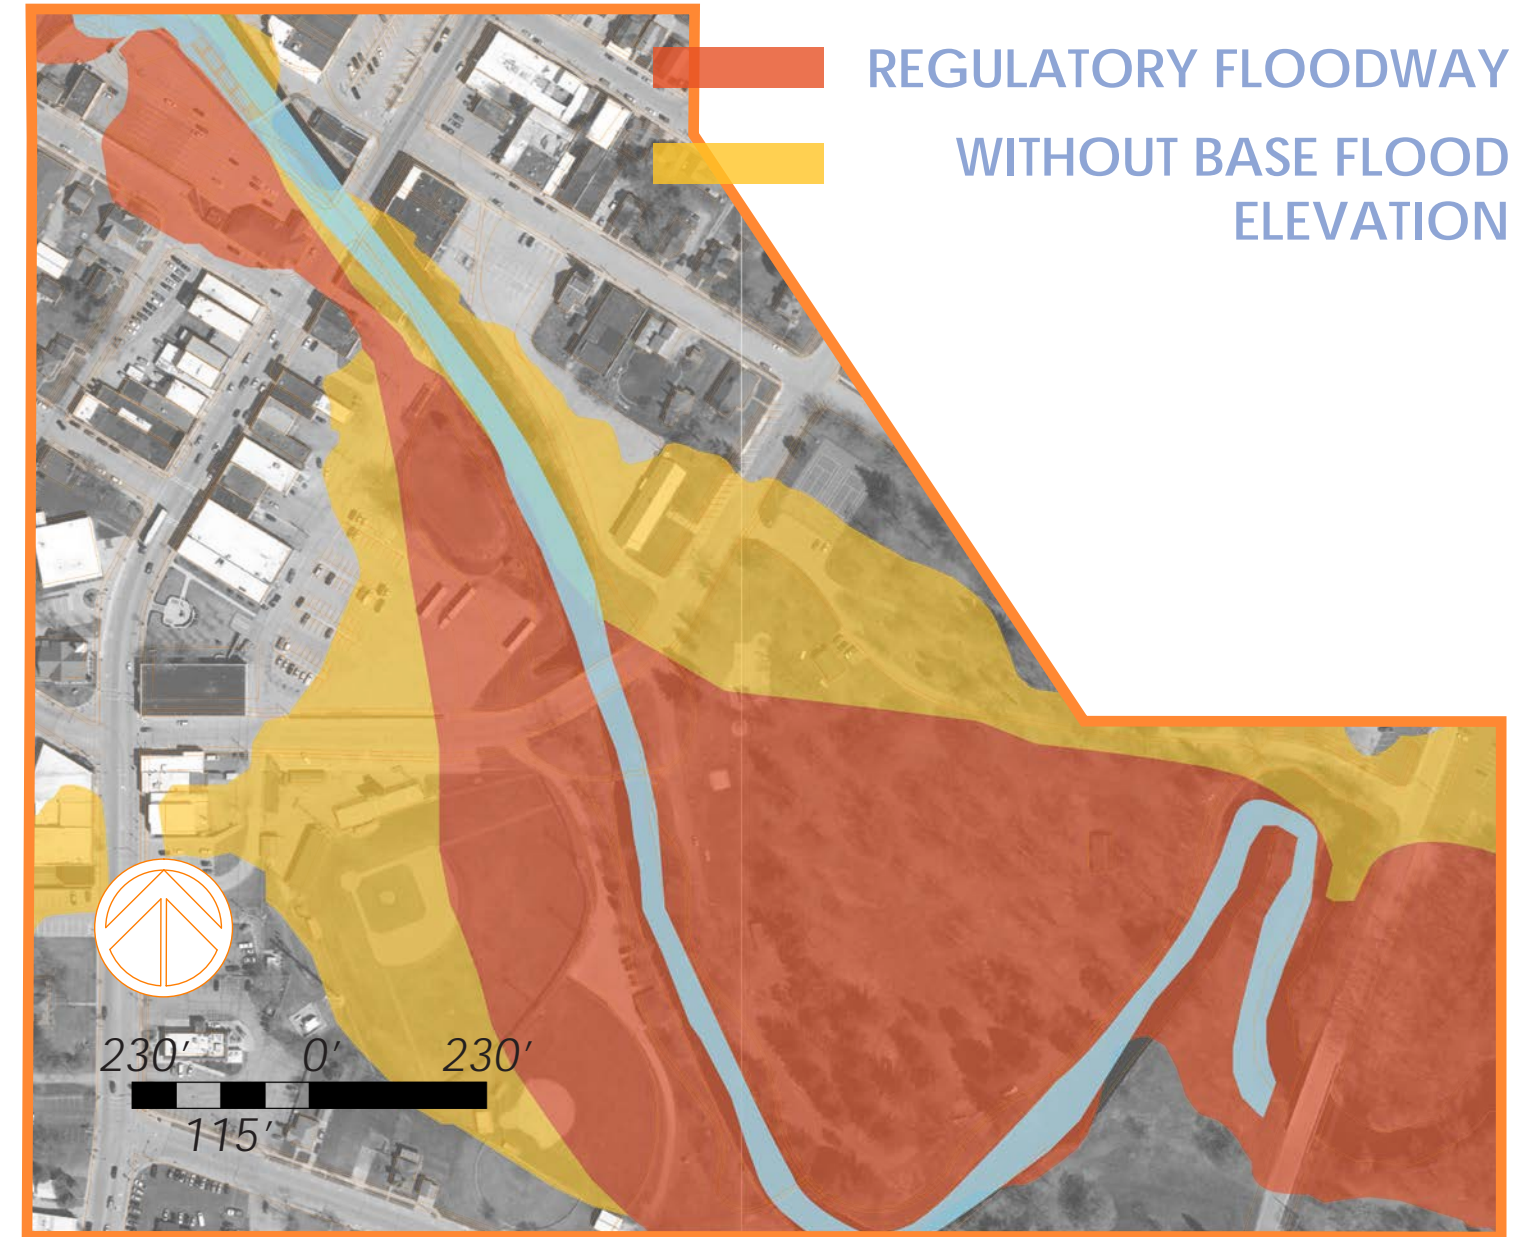 REGULATORY FLOODWAY
WITHOUT BASE FLOOD
ELEVATION
230' 0' 230'
115'